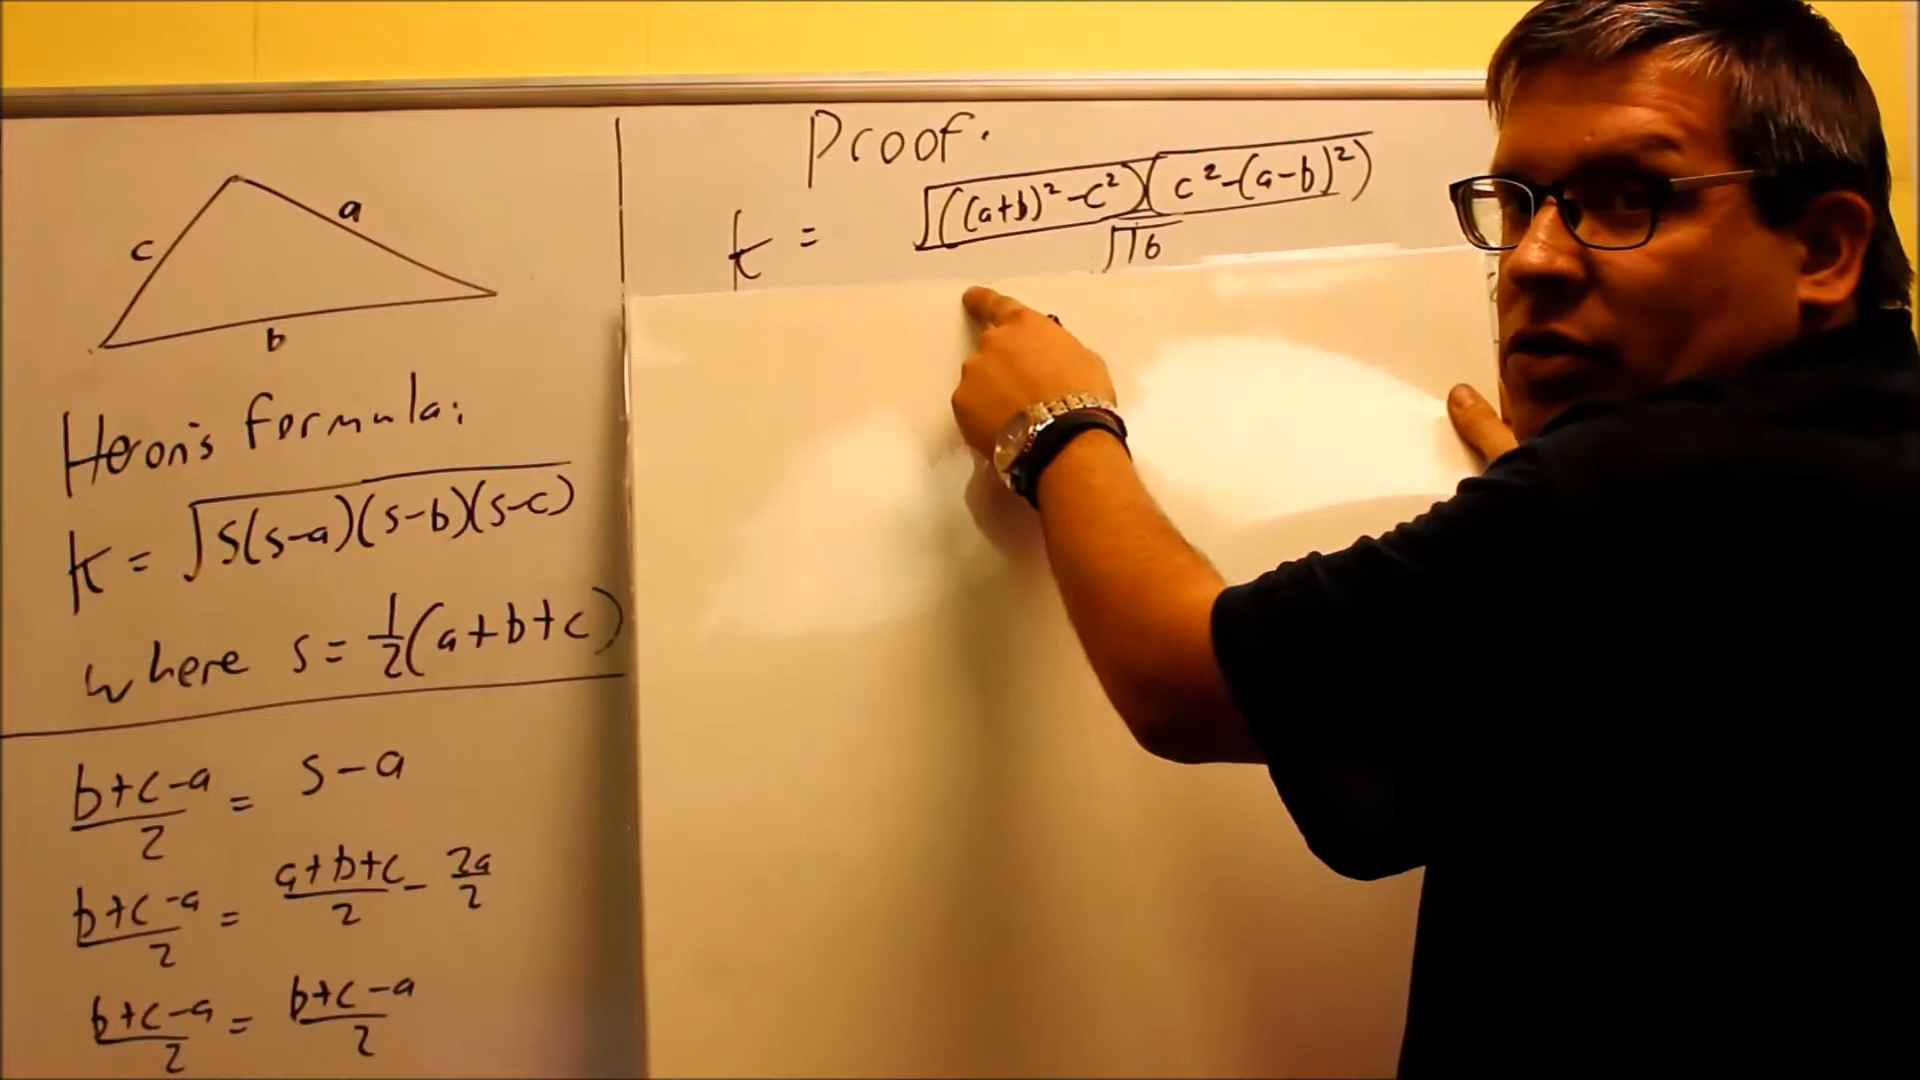 c
a
b
Heron's formula:
K = √s(s-a)(s-b)(s-c)
where s = 1/2 (a+b+c)
b+c-a/2 = s-a
b+c-a/2 = a+b+c/2 - 2a/2
b+c-a/2 = b+c-a/2
Proof.
K = √((a+b)²-c²)(c²-(a-b)²)/√16